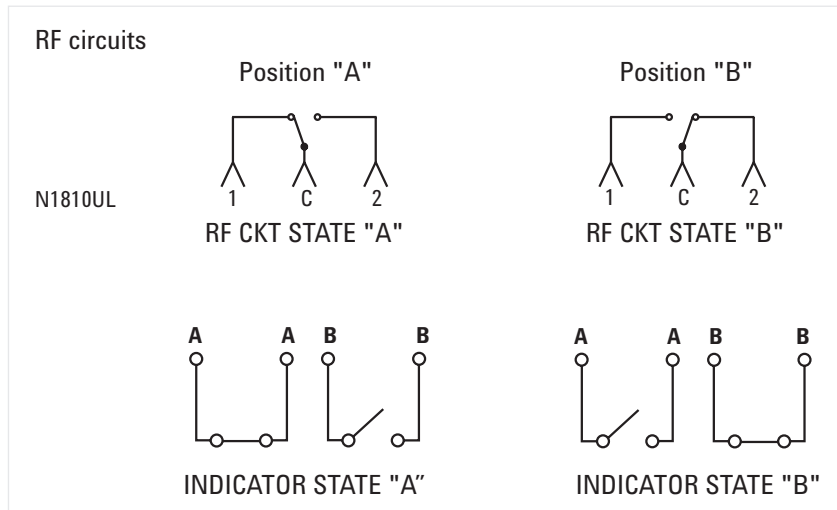 RF circuits
Position "A" Position "B"
1 C 2 1 C 2
N1810UL
RF CKT STATE "A" RF CKT STATE "B"
A A B B A A B B
INDICATOR STATE "A” INDICATOR STATE "B"